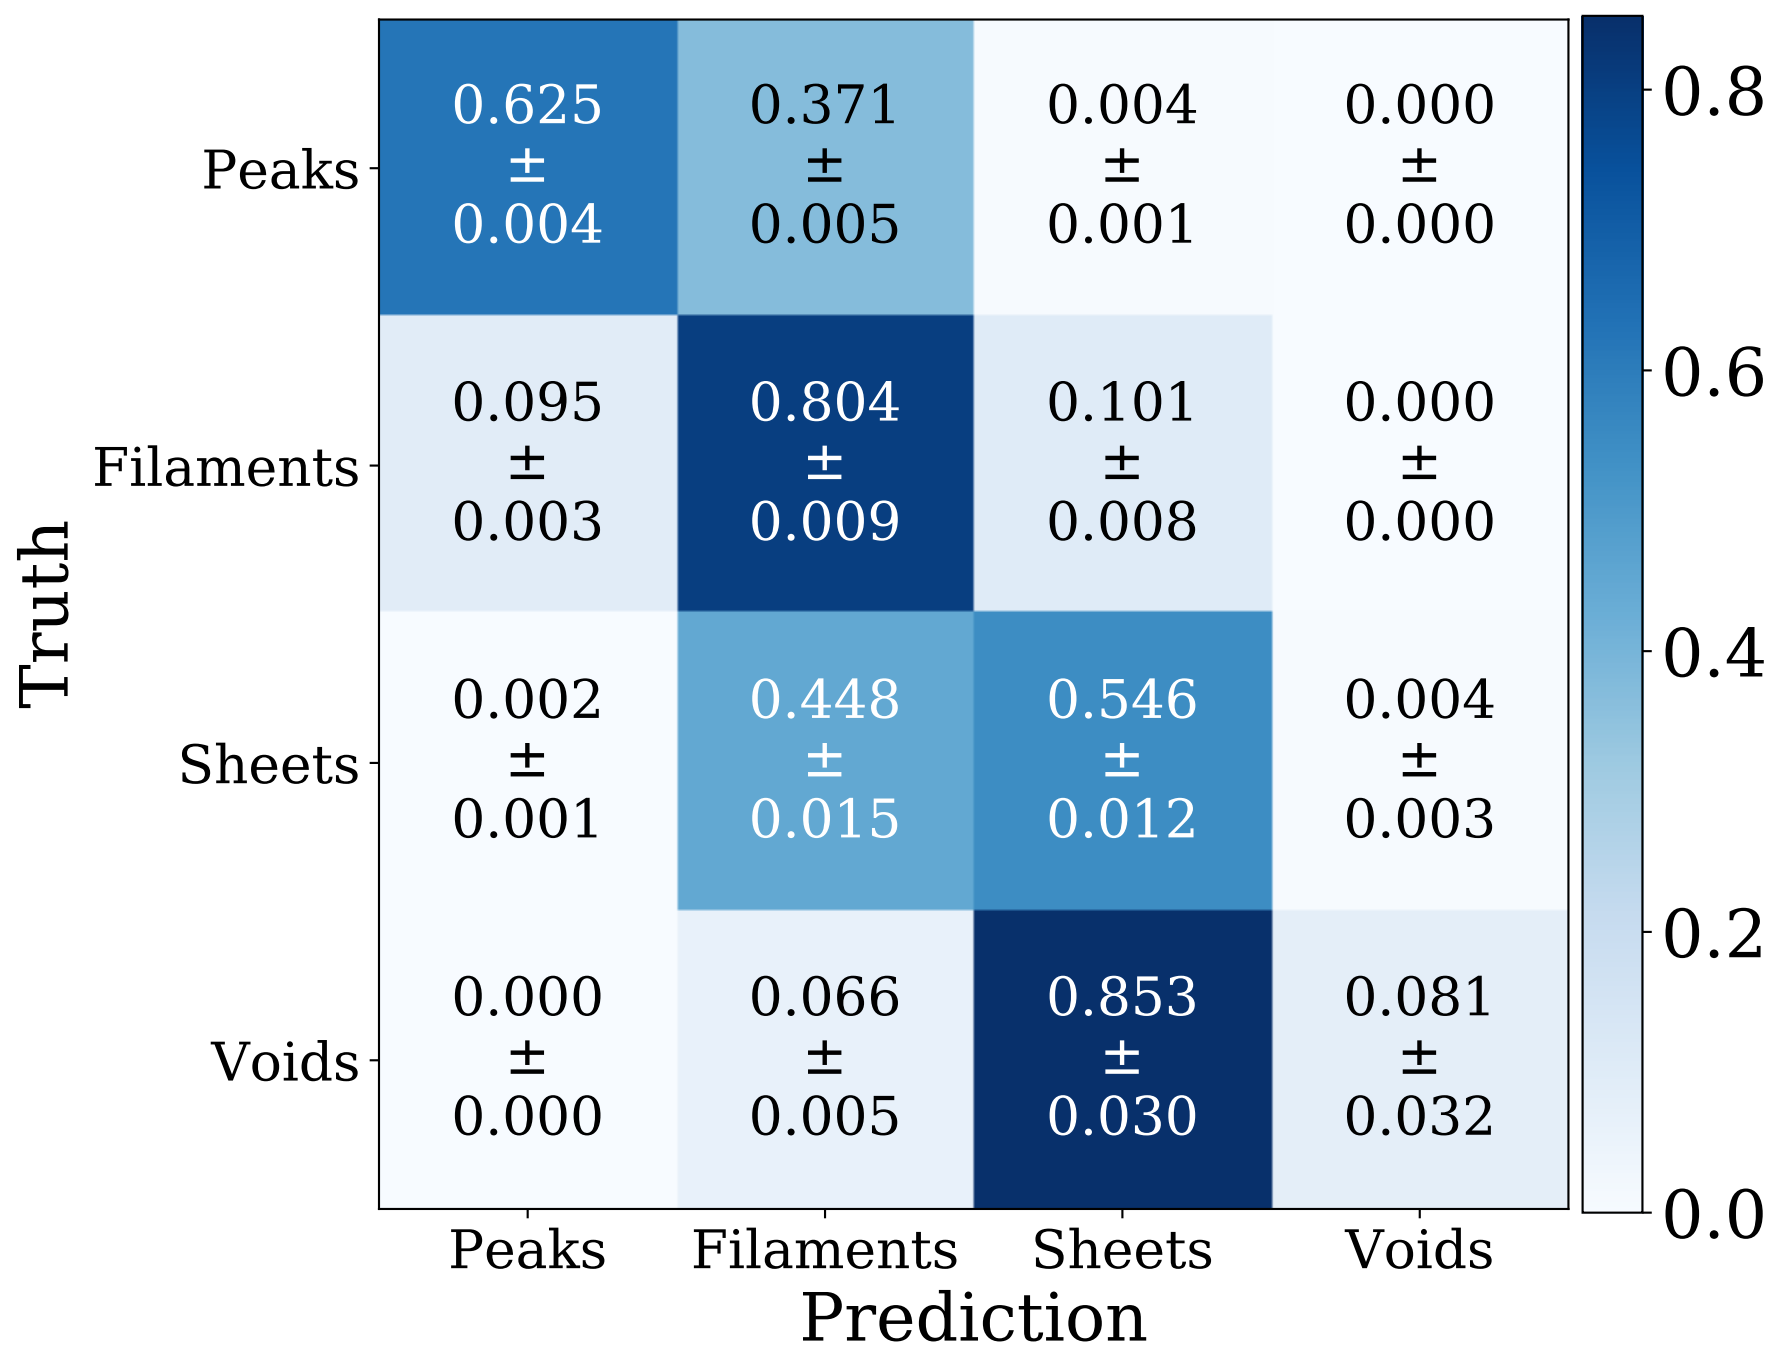 0.625 0.371 0.004 0.000
± ± ± ±
0.004 0.005 0.001 0.000
Peaks
0.095 0.804 0.101 0.000
± ± ± ±
0.003 0.009 0.008 0.000
Filaments
0.002 0.448 0.546 0.004
± ± ± ±
0.001 0.015 0.012 0.003
Sheets
0.000 0.066 0.853 0.081
± ± ± ±
0.000 0.005 0.030 0.032
Voids
Truth
Peaks Filaments Sheets Voids
Prediction
0.8
0.6
0.4
0.2
0.0